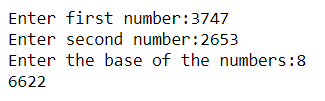 Enter first number:3747
Enter second number:2653
Enter the base of the numbers:8
6622